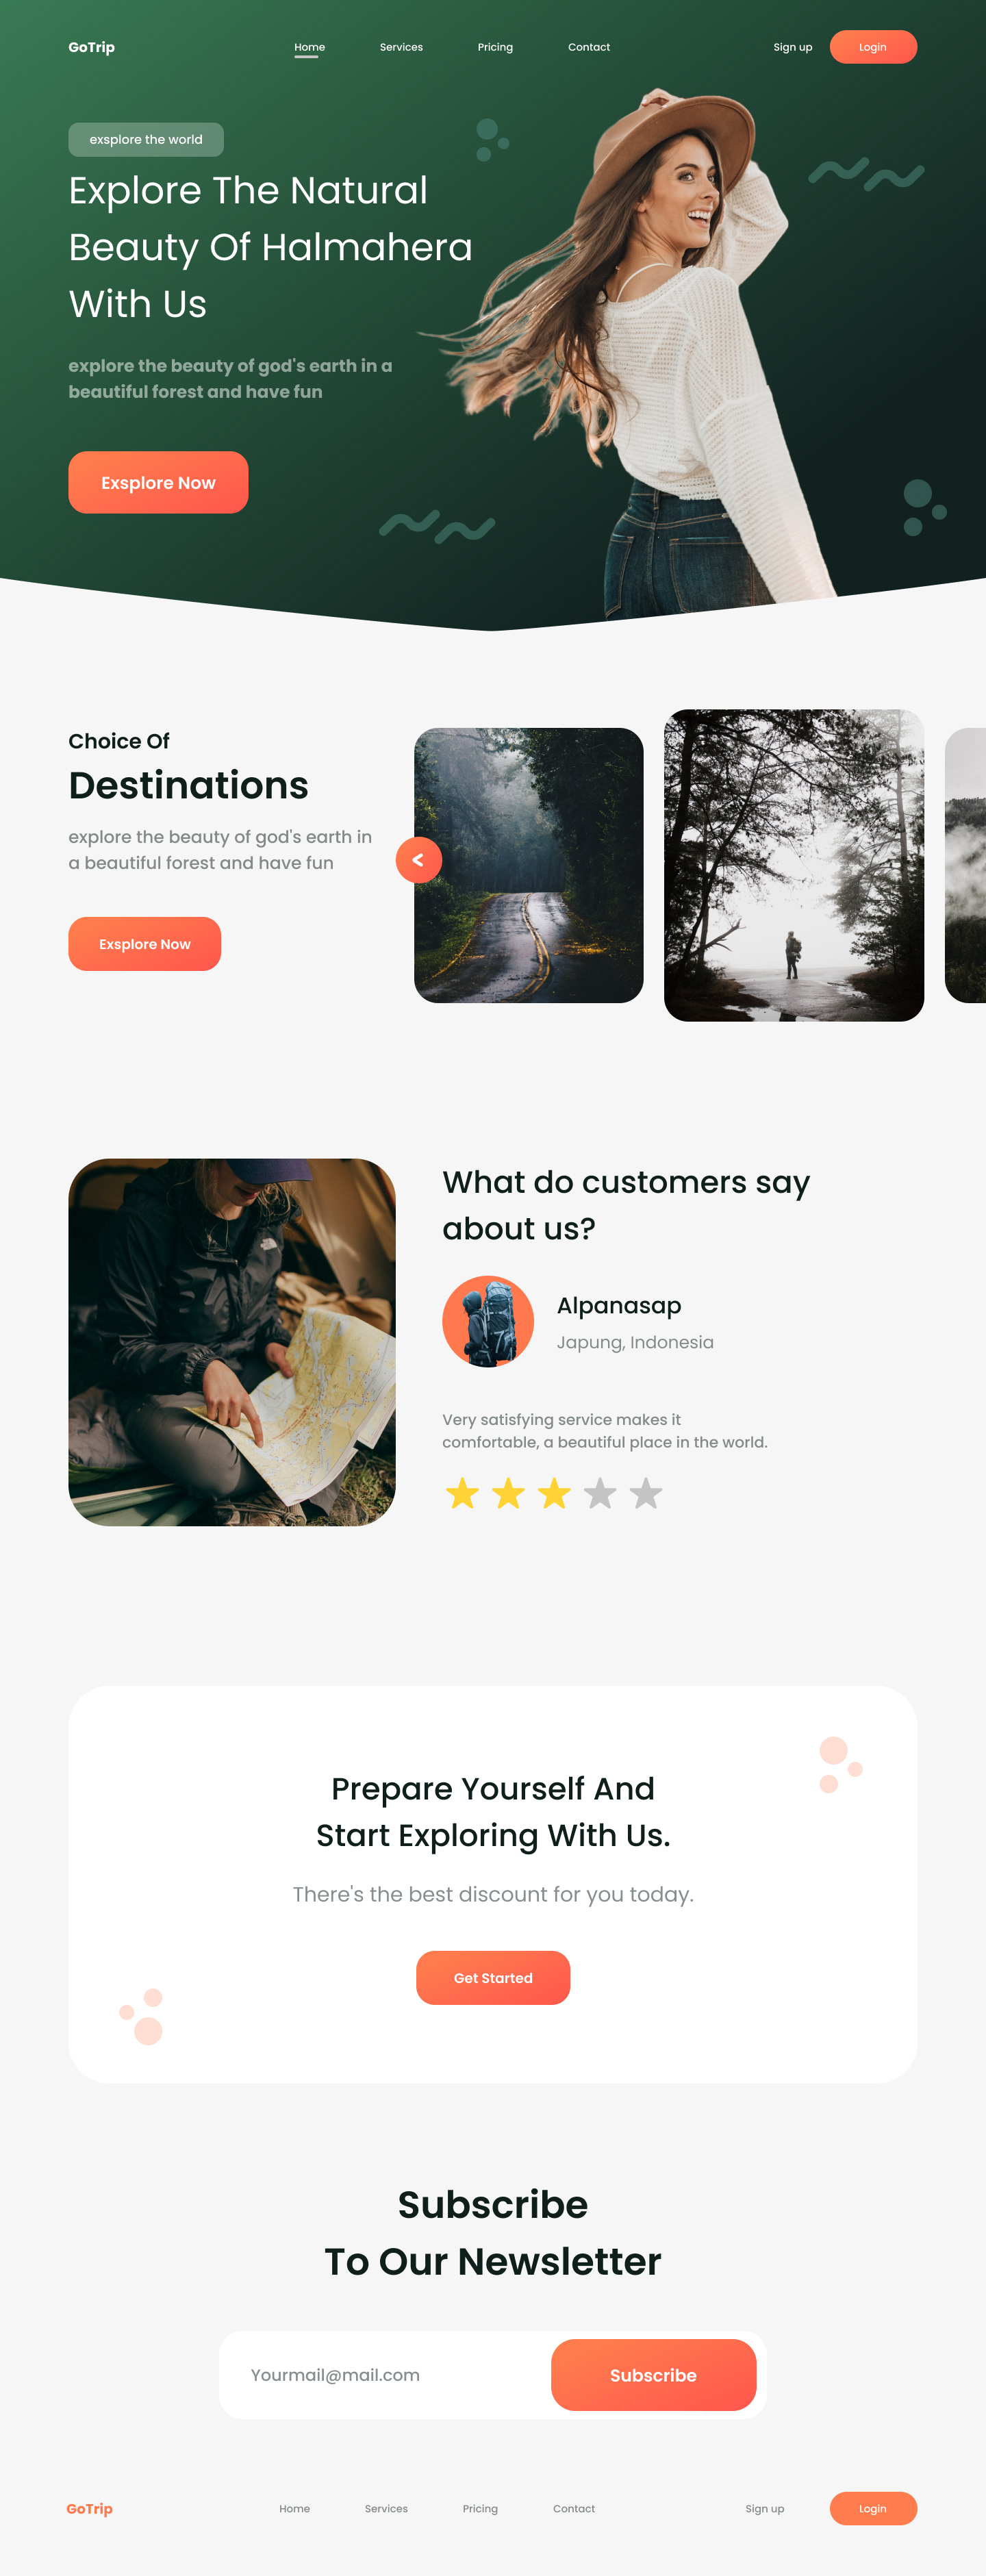 GoTrip
Home
Services
Pricing
Contact
Sign up
Login
exsplore the world
Explore The Natural
Beauty Of Halmahera
With Us
explore the beauty of god's earth in a
beautiful forest and have fun
Exsplore Now
Choice Of
Destinations
explore the beauty of god's earth in
a beautiful forest and have fun
Exsplore Now
What do customers say
about us?
Alpanasap
Japung, Indonesia
Very satisfying service makes it
comfortable, a beautiful place in the world.
Prepare Yourself And
Start Exploring With Us.
There's the best discount for you today.
Get Started
Subscribe
To Our Newsletter
Yourmail@mail.com
Subscribe
GoTrip
Home
Services
Pricing
Contact
Sign up
Login